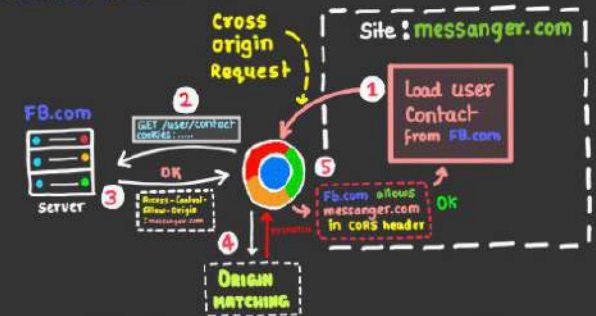 Cross
origin
Request
Site : messanger.com
1
Load user
Contact
from FB.com
2
GET /user/contact
cookies: .....
FB.com
server
OK
3
Access-Control-
Allow-Origin
: messanger.com
4
ORIGIN
MATCHING
5
Fb.com allows
messanger.com
in CORS header
OK